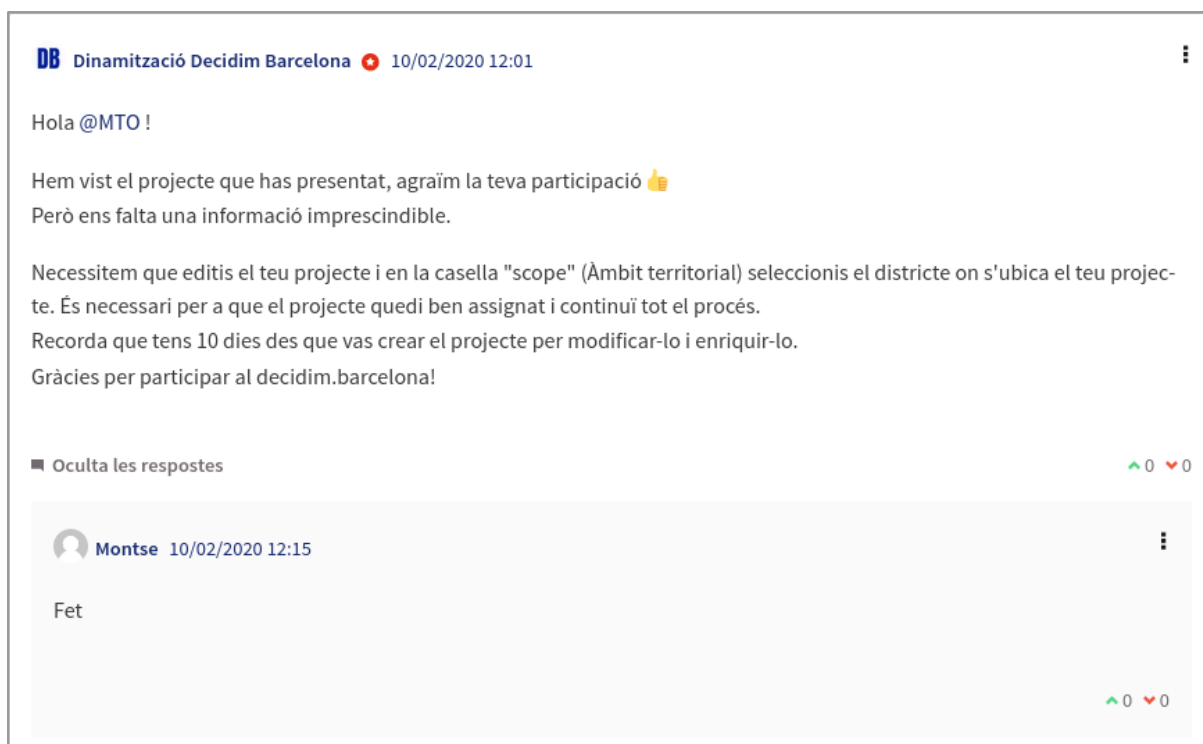 DB Dinamització Decidim Barcelona 10/02/2020 12:01
Hola @MTO !
Hem vist el projecte que has presentat, agraïm la teva participació 👍
Però ens falta una informació imprescindible.
Necessitem que editis el teu projecte i en la casella "scope" (Àmbit territorial) seleccionis el districte on s'ubica el teu projec-
te. És necessari per a que el projecte quedi ben assignat i continuï tot el procés.
Recorda que tens 10 dies des que vas crear el projecte per modificar-lo i enriquir-lo.
Gràcies per participar al decidim.barcelona!
Oculta les respostes 0 0
Montse 10/02/2020 12:15
Fet
0 0